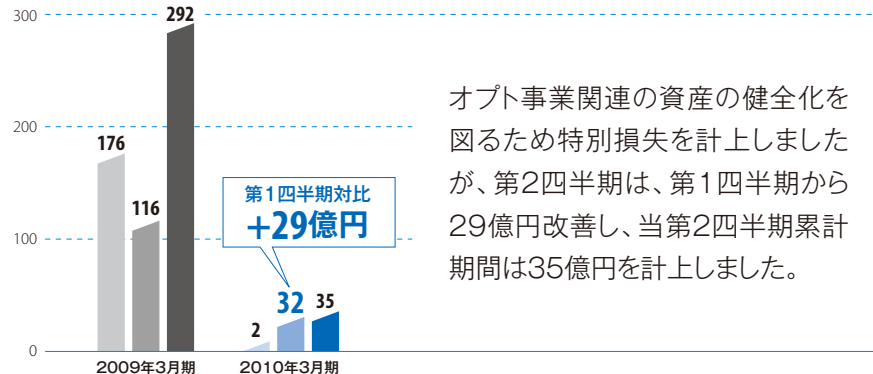 300
292
200
176
116
第1四半期対比
+29億円
100
32
35
2
0
2009年3月期
2010年3月期
オプト事業関連の資産の健全化を
図るため特別損失を計上しました
が、第2四半期は、第1四半期から
29億円改善し、当第2四半期累計
期間は35億円を計上しました。